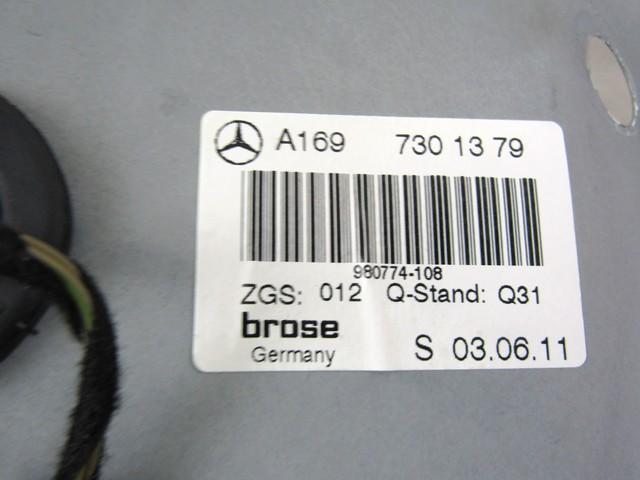 A169 730 13 79
980774-108
ZGS: 012 Q-Stand: Q31
brose
Germany S 03.06.11